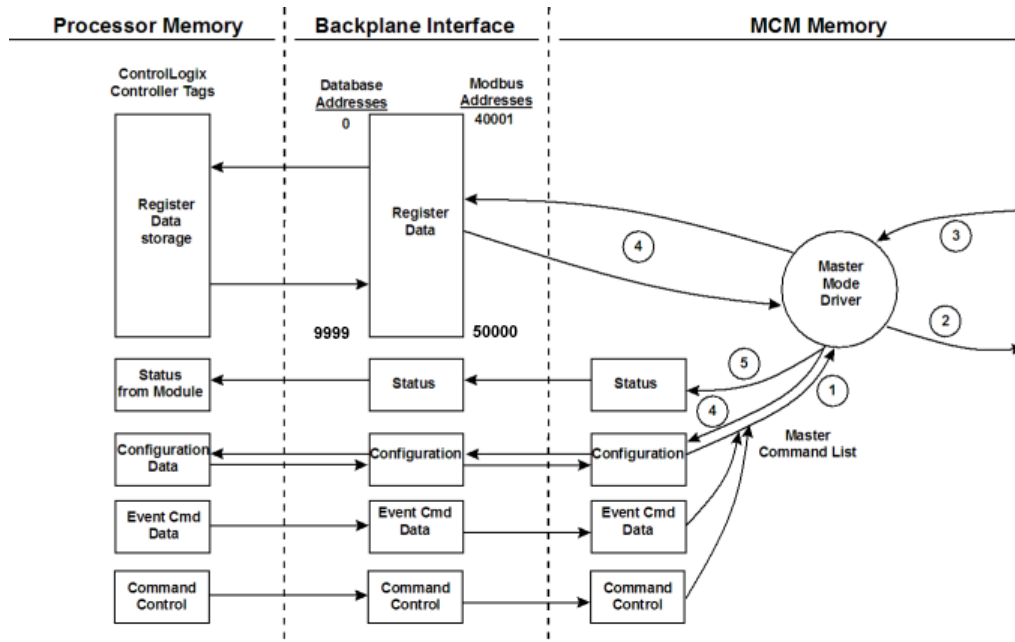 Processor Memory
Backplane Interface
MCM Memory
ControlLogix
Controller Tags
Database
Addresses
0
Modbus
Addresses
40001
Register
Data
storage
Register
Data
4
3
Master
Mode
Driver
2
9999
50000
Status
from Module
Status
Status
5
1
4
Master
Command List
Configuration
Data
Configuration
Configuration
Event Cmd
Data
Event Cmd
Data
Event Cmd
Data
Command
Control
Command
Control
Command
Control